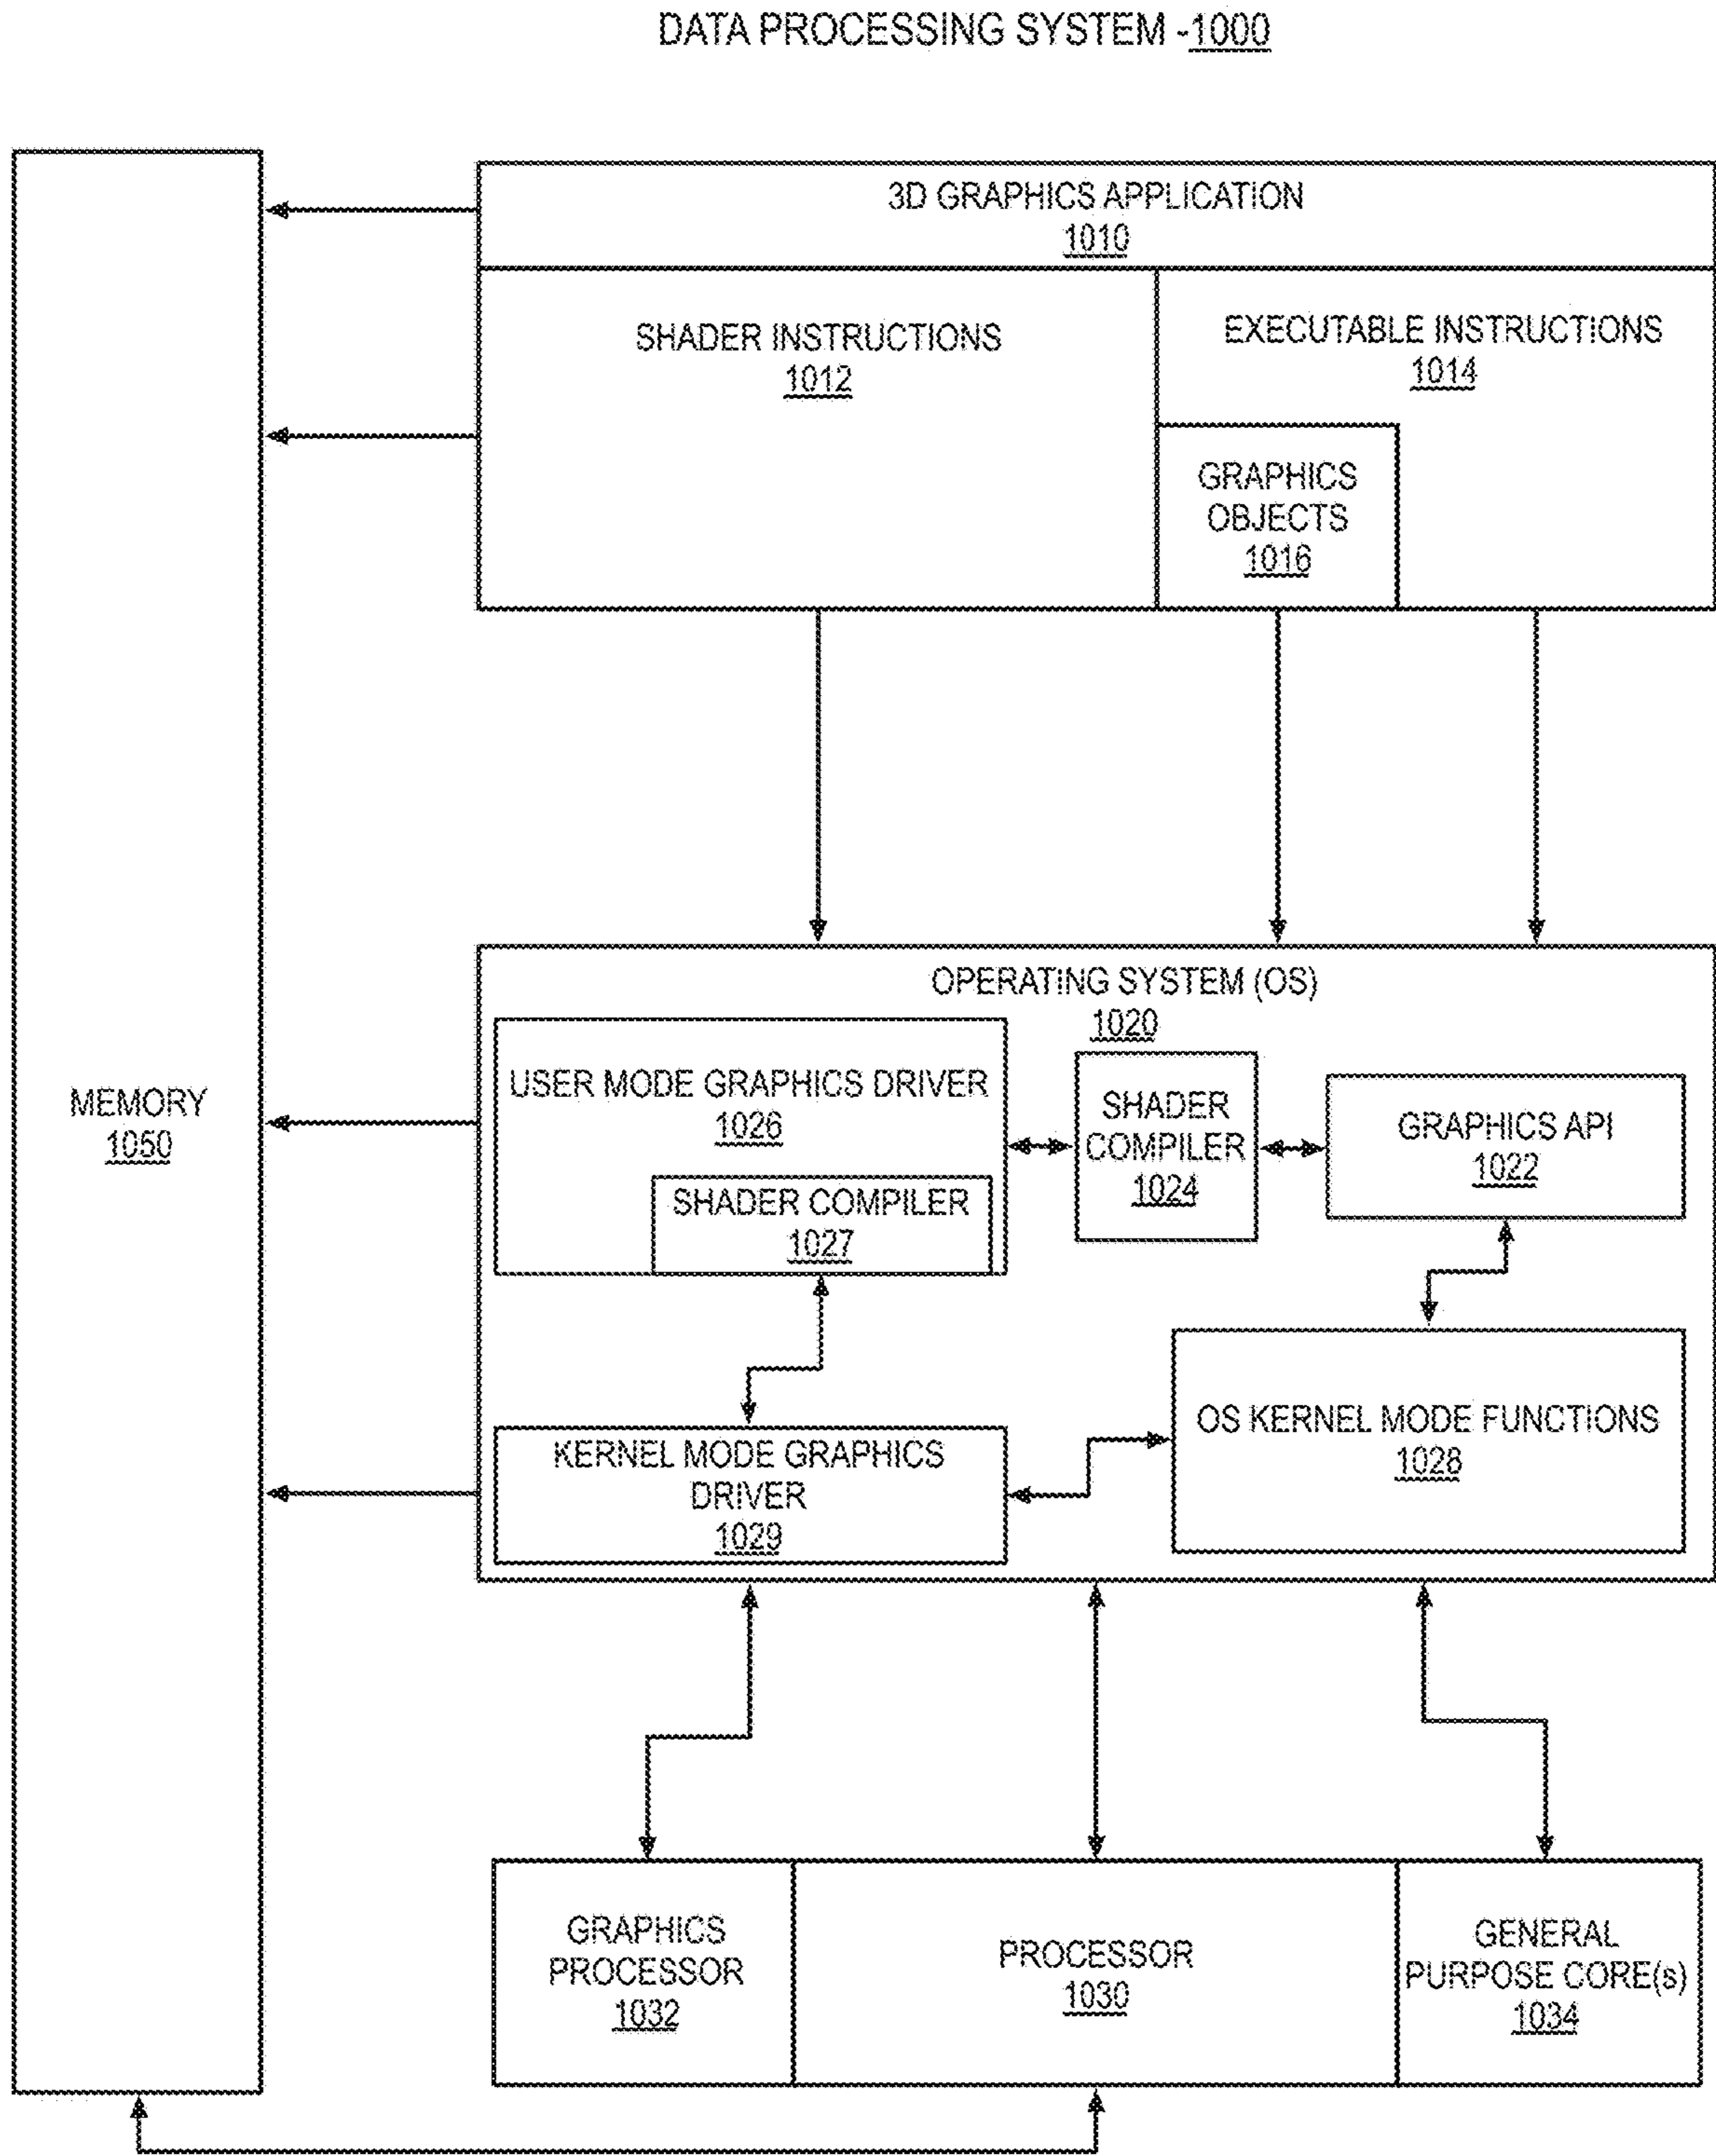 DATA PROCESSING SYSTEM -1000
3D GRAPHICS APPLICATION
1010
SHADER INSTRUCTIONS
1012
EXECUTABLE INSTRUCTIONS
1014
GRAPHICS
OBJECTS
1016
MEMORY
1050
OPERATING SYSTEM (OS)
1020
USER MODE GRAPHICS DRIVER
1026
SHADER COMPILER
1027
SHADER
COMPILER
1024
GRAPHICS API
1022
KERNEL MODE GRAPHICS
DRIVER
1029
OS KERNEL MODE FUNCTIONS
1028
GRAPHICS
PROCESSOR
1032
PROCESSOR
1030
GENERAL
PURPOSE CORE(s)
1034